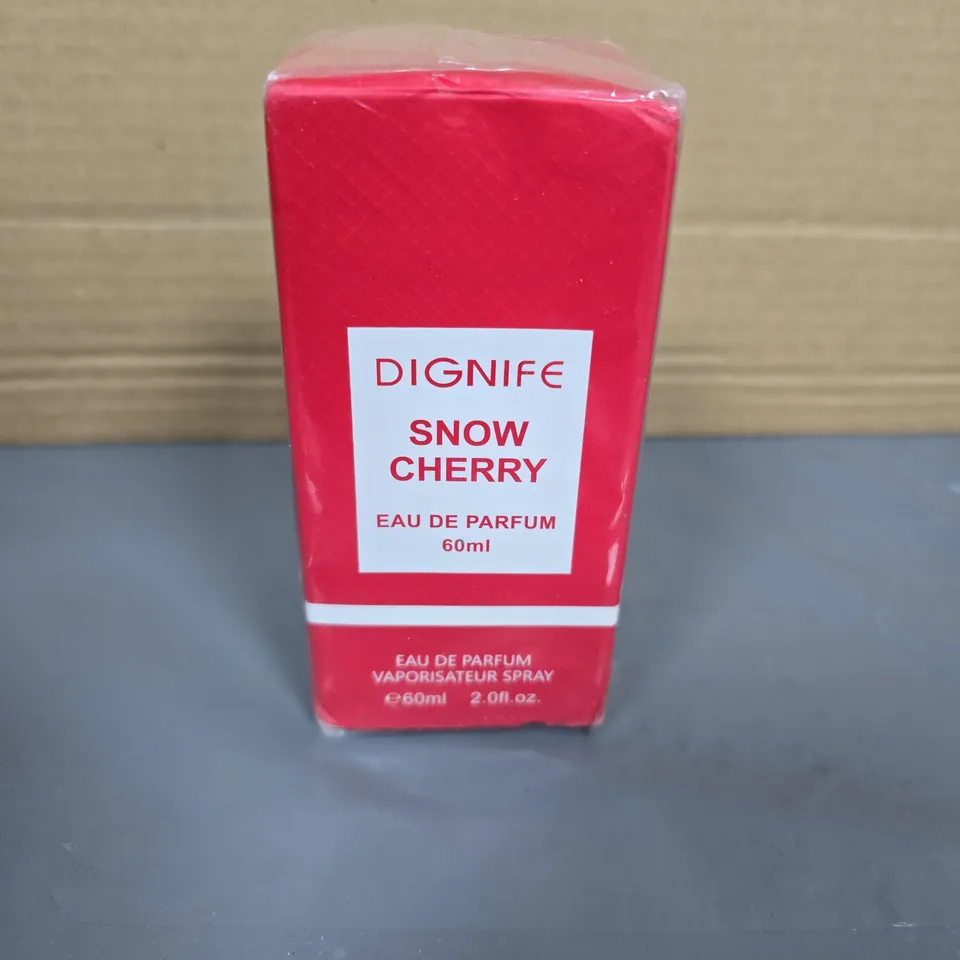 DIGNIFE
SNOW
CHERRY
EAU DE PARFUM
60ml
EAU DE PARFUM
VAPORISATEUR SPRAY
℮60ml 2.0fl.oz.